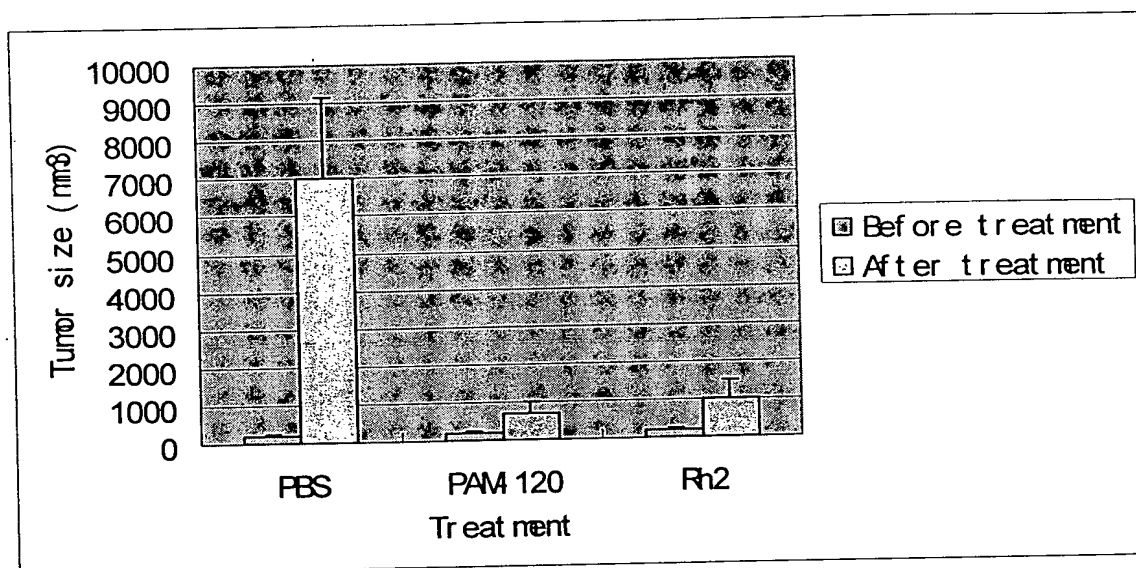 10000
9000
8000
7000
6000
5000
4000
3000
2000
1000
0
Tumor size (mm3)
PBS
PAM 120
Rh2
Treatment
Before treatment
After treatment